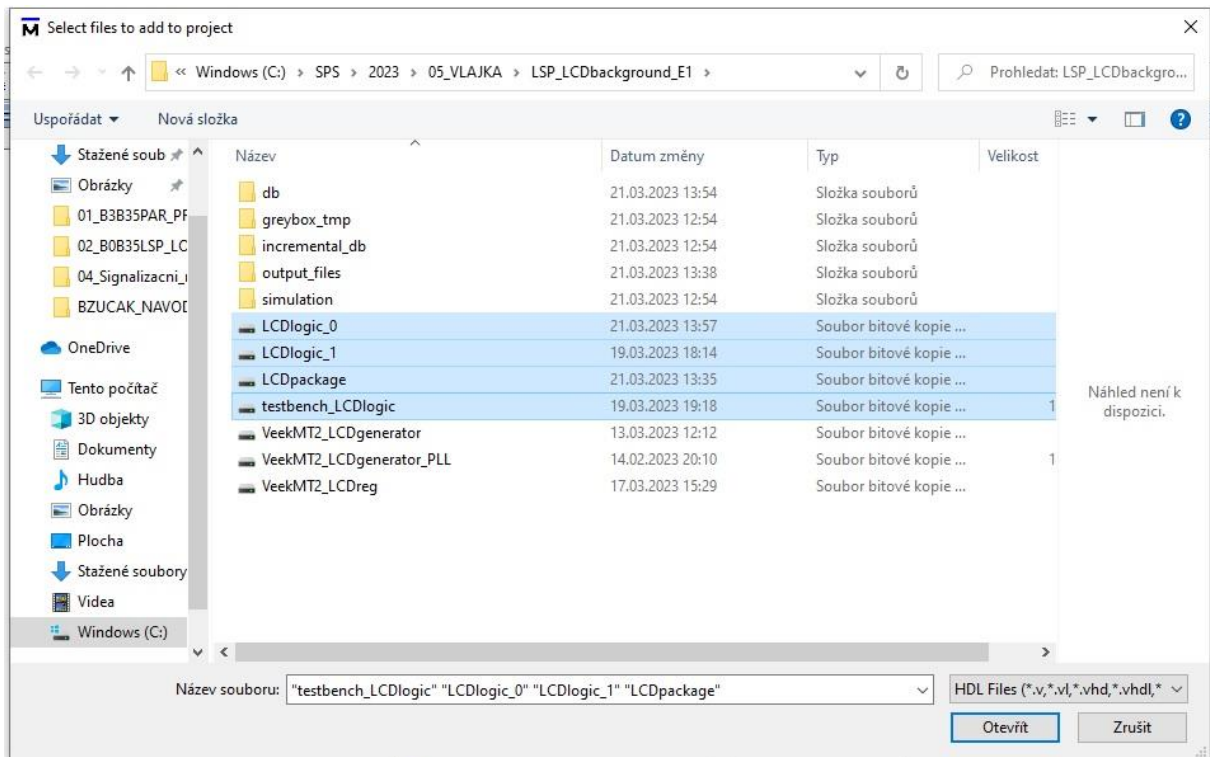 Select files to add to project
« Windows (C:) › SPS › 2023 › 05_VLAJKA › LSP_LCDbackground_E1 ›
Prohledat: LSP_LCDbackgro...
Uspořádat Nová složka
Stažené soub
Obrázky
01_B3B35PAR_PF
02_B0B35LSP_LC
04_Signalizacni_
BZUCAK_NAVOD
OneDrive
Tento počítač
3D objekty
Dokumenty
Hudba
Obrázky
Plocha
Stažené soubory
Videa
Windows (C:)
Název Datum změny Typ Velikost
db 21.03.2023 13:54 Složka souborů
greybox_tmp 21.03.2023 12:54 Složka souborů
incremental_db 21.03.2023 12:54 Složka souborů
output_files 21.03.2023 13:38 Složka souborů
simulation 21.03.2023 12:54 Složka souborů
LCDlogic_0 21.03.2023 13:57 Soubor bitové kopie ...
LCDlogic_1 19.03.2023 18:14 Soubor bitové kopie ...
LCDpackage 21.03.2023 13:35 Soubor bitové kopie ...
testbench_LCDlogic 19.03.2023 19:18 Soubor bitové kopie ... 1
VeekMT2_LCDgenerator 13.03.2023 12:12 Soubor bitové kopie ...
VeekMT2_LCDgenerator_PLL 14.02.2023 20:10 Soubor bitové kopie ... 1
VeekMT2_LCDreg 17.03.2023 15:29 Soubor bitové kopie ...
Náhled není k
dispozici.
Název souboru: "testbench_LCDlogic" "LCDlogic_0" "LCDlogic_1" "LCDpackage"
HDL Files (*.v,*.vl,*.vhd,*.vhdl,*
Otevřít Zrušit